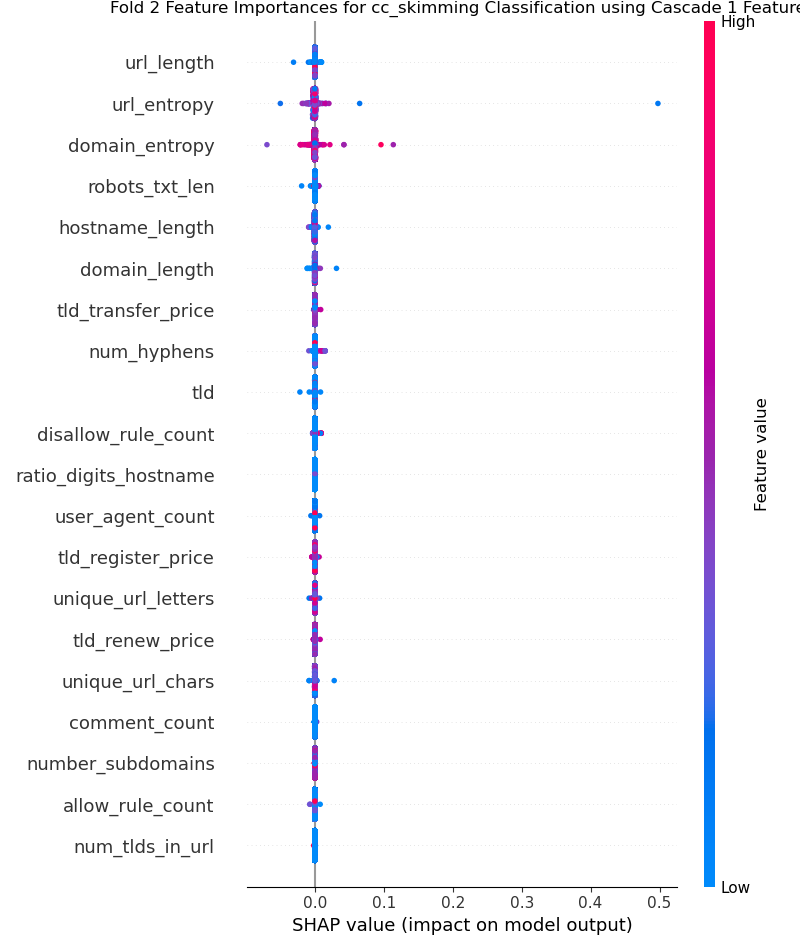 Fold 2 Feature Importances for cc_skimming Classification using Cascade 1 Feature
High
url_length
url_entropy
domain_entropy
robots_txt_len
hostname_length
domain_length
tld_transfer_price
num_hyphens
tld
disallow_rule_count
ratio_digits_hostname
user_agent_count
tld_register_price
unique_url_letters
tld_renew_price
unique_url_chars
comment_count
number_subdomains
allow_rule_count
num_tlds_in_url
Feature value
Low
0.0 0.1 0.2 0.3 0.4 0.5
SHAP value (impact on model output)